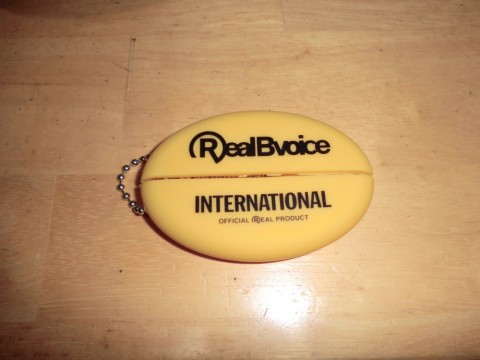 RealBvoice
INTERNATIONAL
OFFICIAL REAL PRODUCT